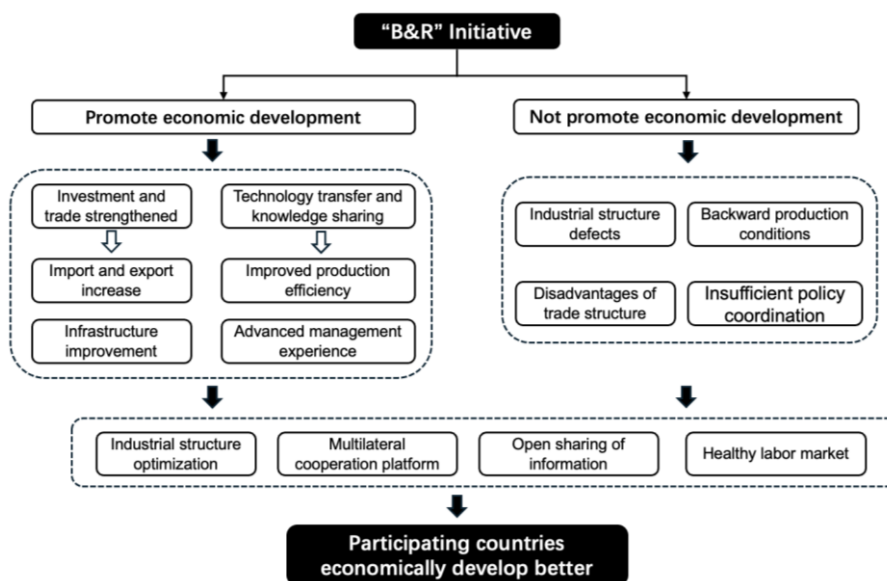 “B&R” Initiative
Promote economic development
Not promote economic development
Investment and
trade strengthened
Technology transfer and
knowledge sharing
Import and export
increase
Improved production
efficiency
Infrastructure
improvement
Advanced management
experience
Industrial structure
defects
Backward production
conditions
Disadvantages of
trade structure
Insufficient policy
coordination
Industrial structure
optimization
Multilateral
cooperation platform
Open sharing of
information
Healthy labor market
Participating countries
economically develop better